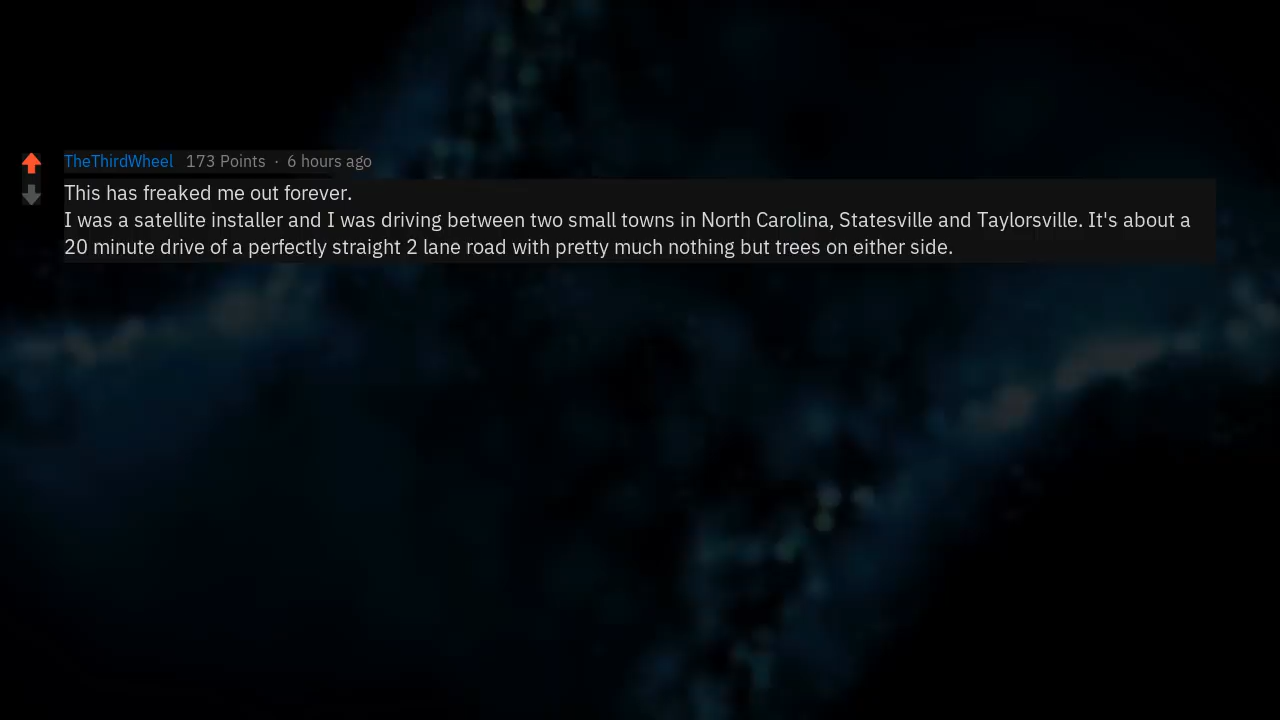 TheThirdWheel 173 Points · 6 hours ago
This has freaked me out forever.
I was a satellite installer and I was driving between two small towns in North Carolina, Statesville and Taylorsville. It's about a
20 minute drive of a perfectly straight 2 lane road with pretty much nothing but trees on either side.